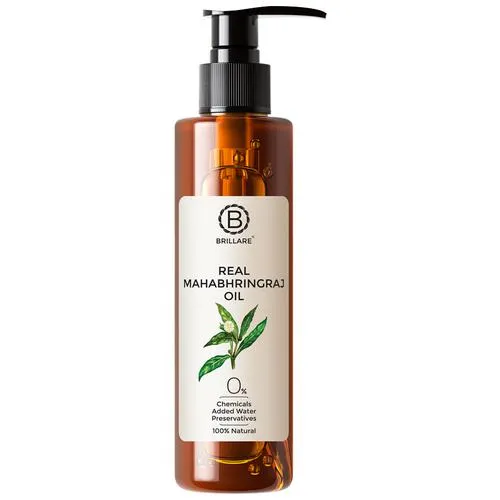 B
BRILLARE
REAL
MAHABHRINGRAJ
OIL
0%
Chemicals
Added Water
Preservatives
100% Natural